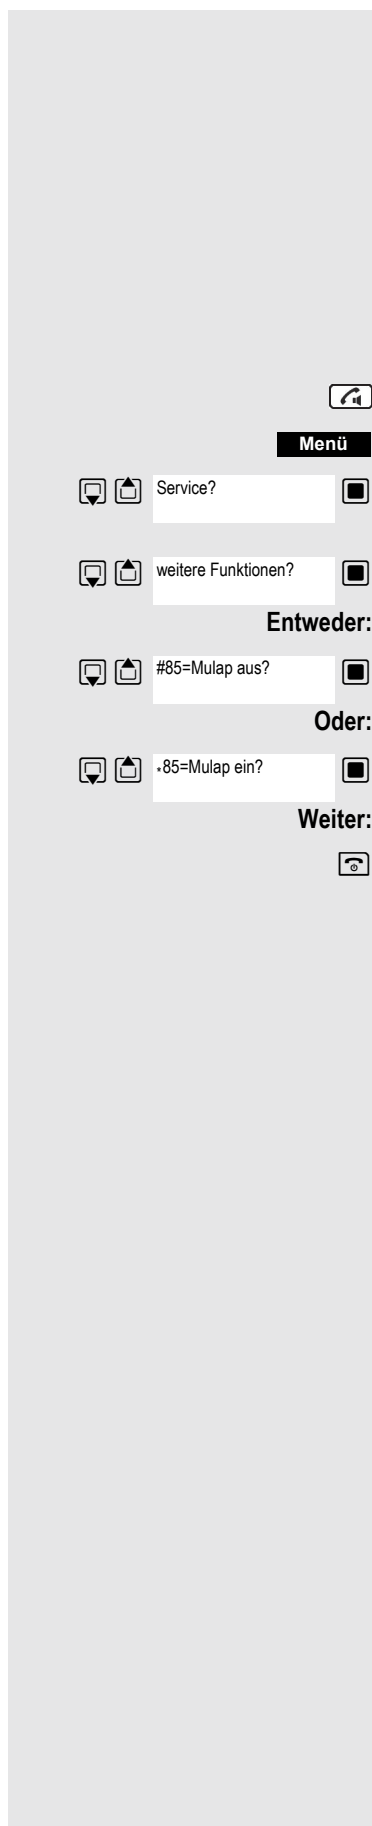 Menü
Service?
weitere Funktionen?
Entweder:
#85=Mulap aus?
Oder:
*85=Mulap ein?
Weiter: